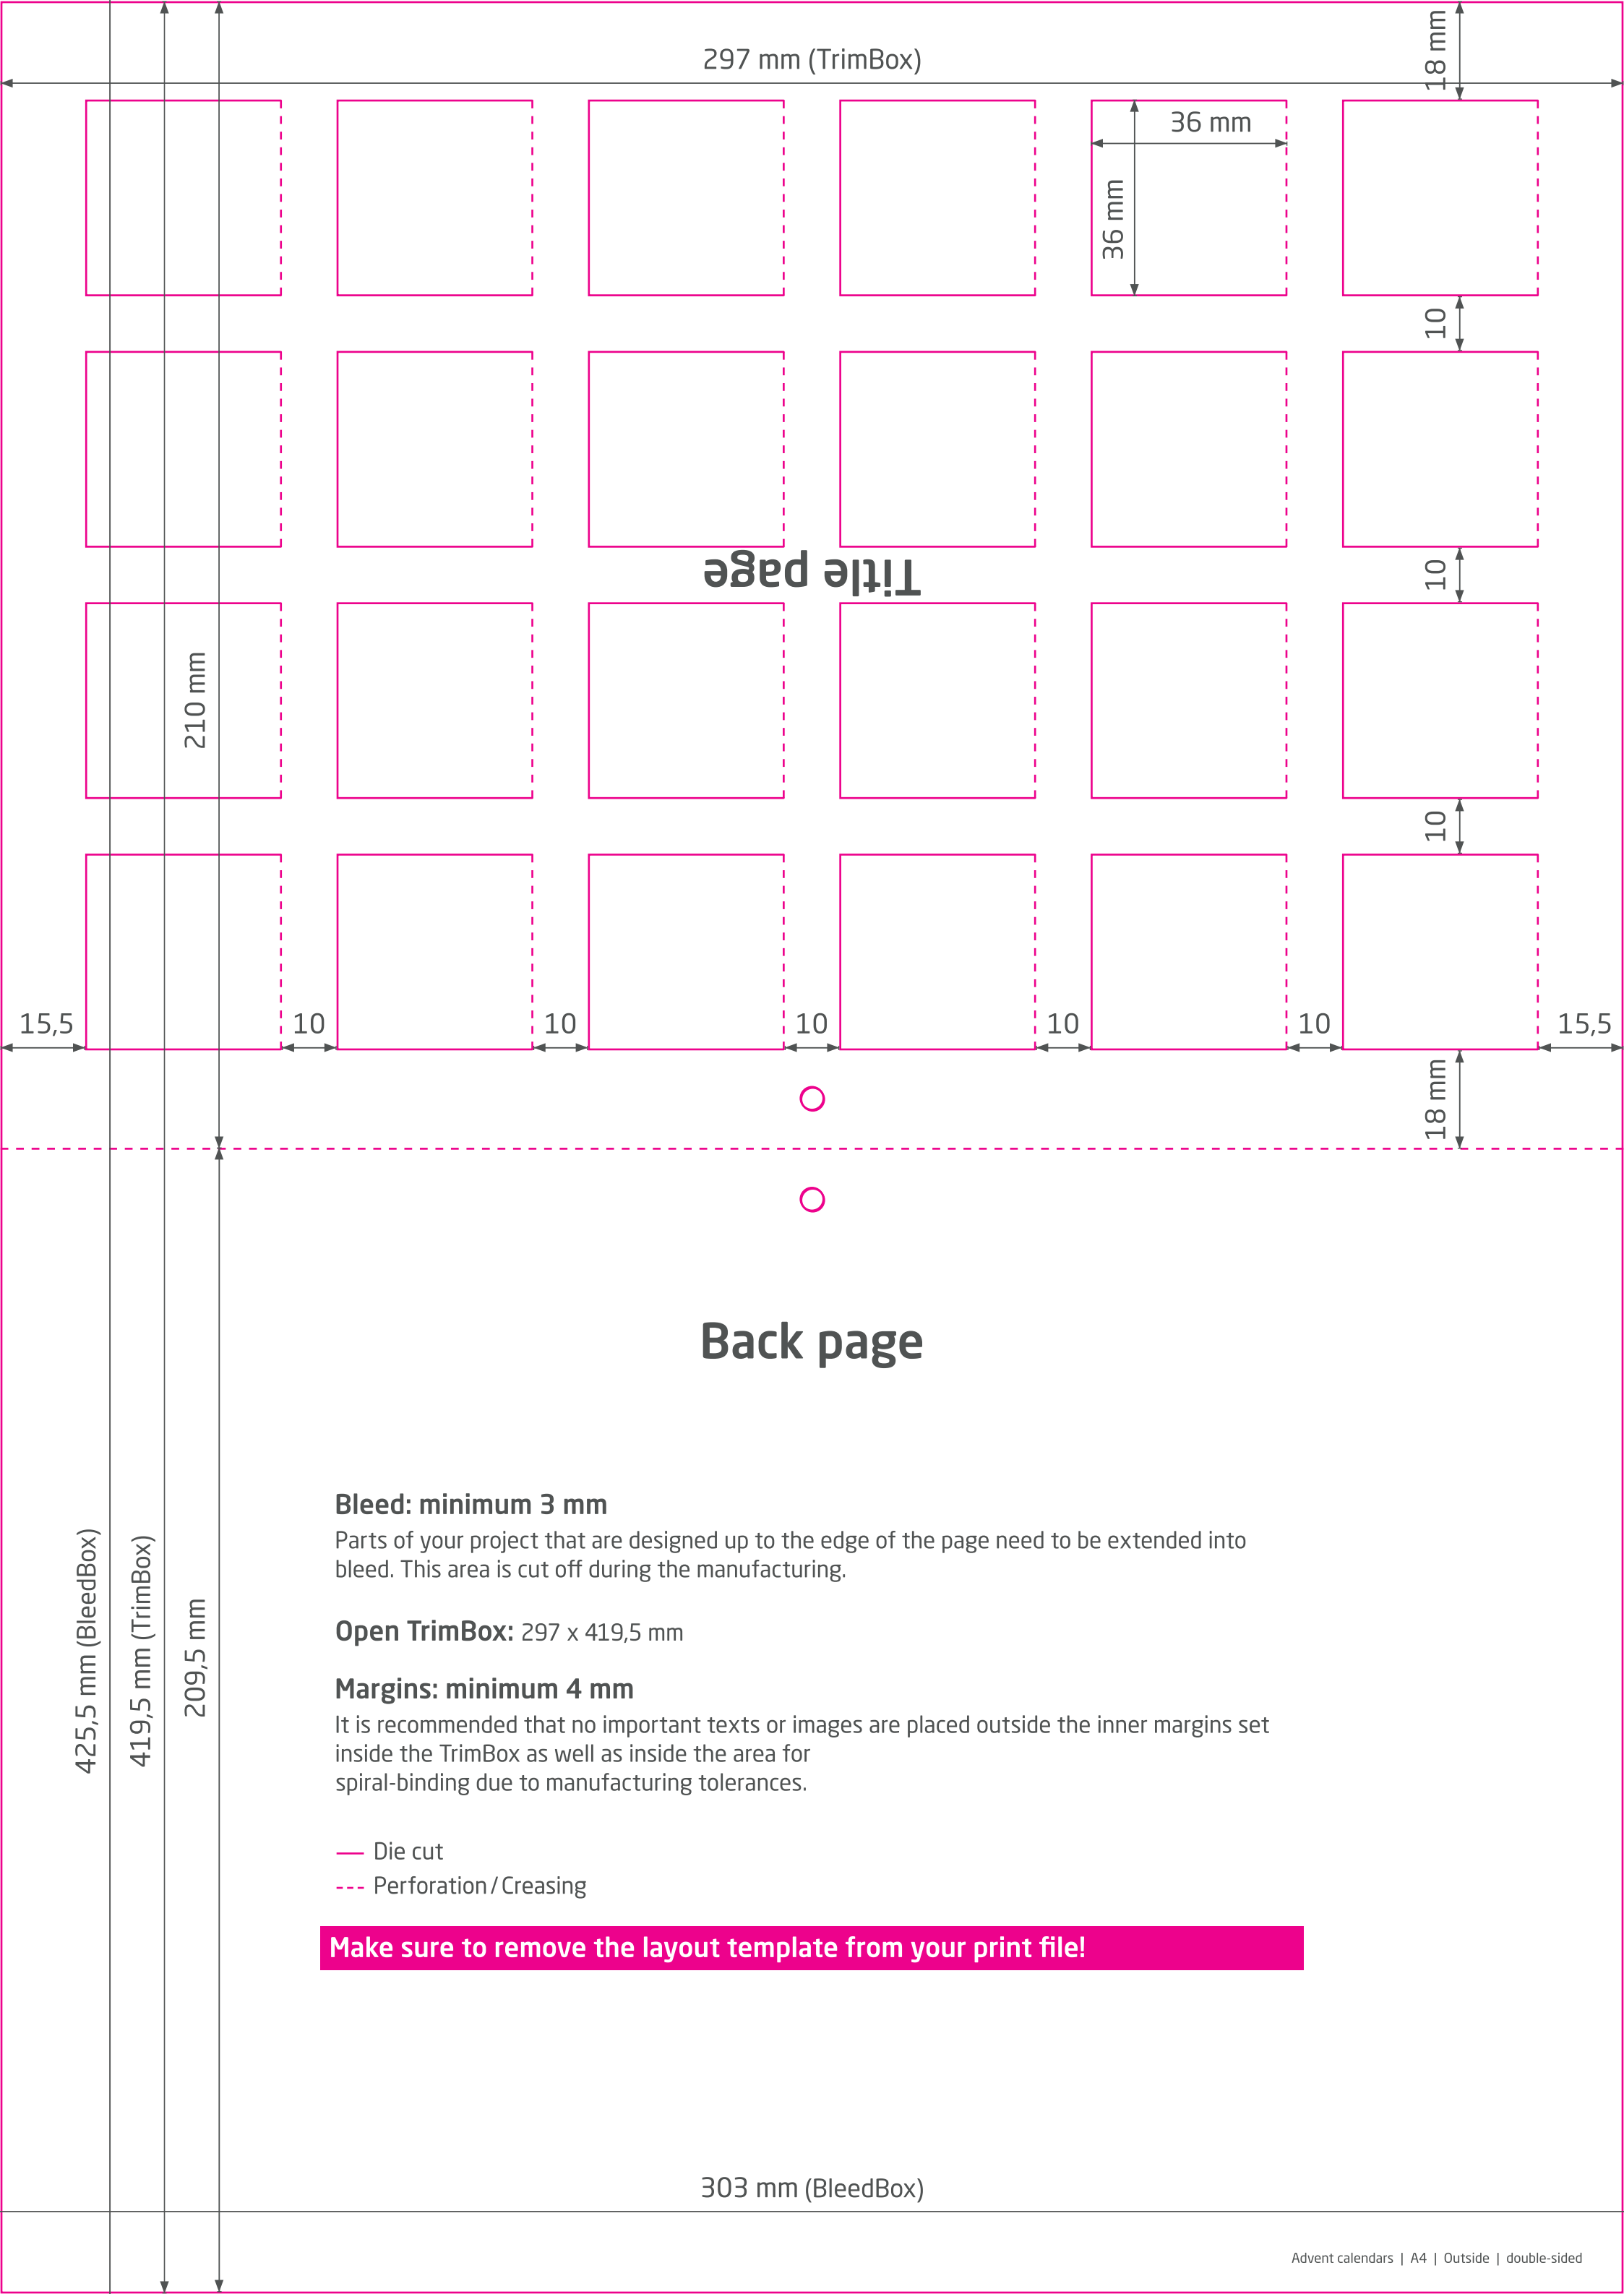 18 mm
297 mm (TrimBox)
36 mm
36 mm
10
10
Title page
210 mm
10
15,5
10
10
10
10
10
15,5
18 mm
Back page
Bleed: minimum 3 mm
Parts of your project that are designed up to the edge of the page need to be extended into
bleed. This area is cut off during the manufacturing.
Open TrimBox: 297 x 419,5 mm
Margins: minimum 4 mm
It is recommended that no important texts or images are placed outside the inner margins set
inside the TrimBox as well as inside the area for
spiral-binding due to manufacturing tolerances.
425,5 mm (BleedBox)
419,5 mm (TrimBox)
209,5 mm
Die cut
Perforation / Creasing
Make sure to remove the layout template from your print file!
303 mm (BleedBox)
Advent calendars | A4 | Outside | double-sided